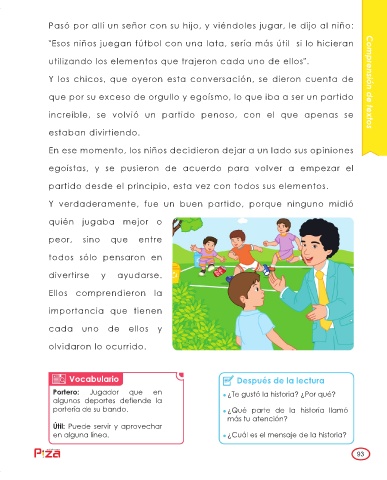 Pasó por allí un señor con su hijo, y viéndoles jugar, le dijo al niño:
"Esos niños juegan fútbol con una lata, sería más útil si lo hicieran
utilizando los elementos que trajeron cada uno de ellos".
Y los chicos, que oyeron esta conversación, se dieron cuenta de
que por su exceso de orgullo y egoísmo, lo que iba a ser un partido
increíble, se volvió un partido penoso, con el que apenas se
estaban divirtiendo.
En ese momento, los niños decidieron dejar a un lado sus opiniones
egoístas, y se pusieron de acuerdo para volver a empezar el
partido desde el principio, esta vez con todos sus elementos.
Y verdaderamente, fue un buen partido, porque ninguno midió
quién jugaba mejor o
peor, sino que entre
todos sólo pensaron en
divertirse y ayudarse.
Ellos comprendieron la
importancia que tienen
cada uno de ellos y
olvidaron lo ocurrido.
Comprensión de textos
Vocabulario
Portero: Jugador que en
algunos deportes defiende la
portería de su bando.
Útil: Puede servir y aprovechar
en alguna línea.
Después de la lectura
¿Te gustó la historia? ¿Por qué?
¿Qué parte de la historia llamó
más tu atención?
¿Cuál es el mensaje de la historia?
P1ZA
93